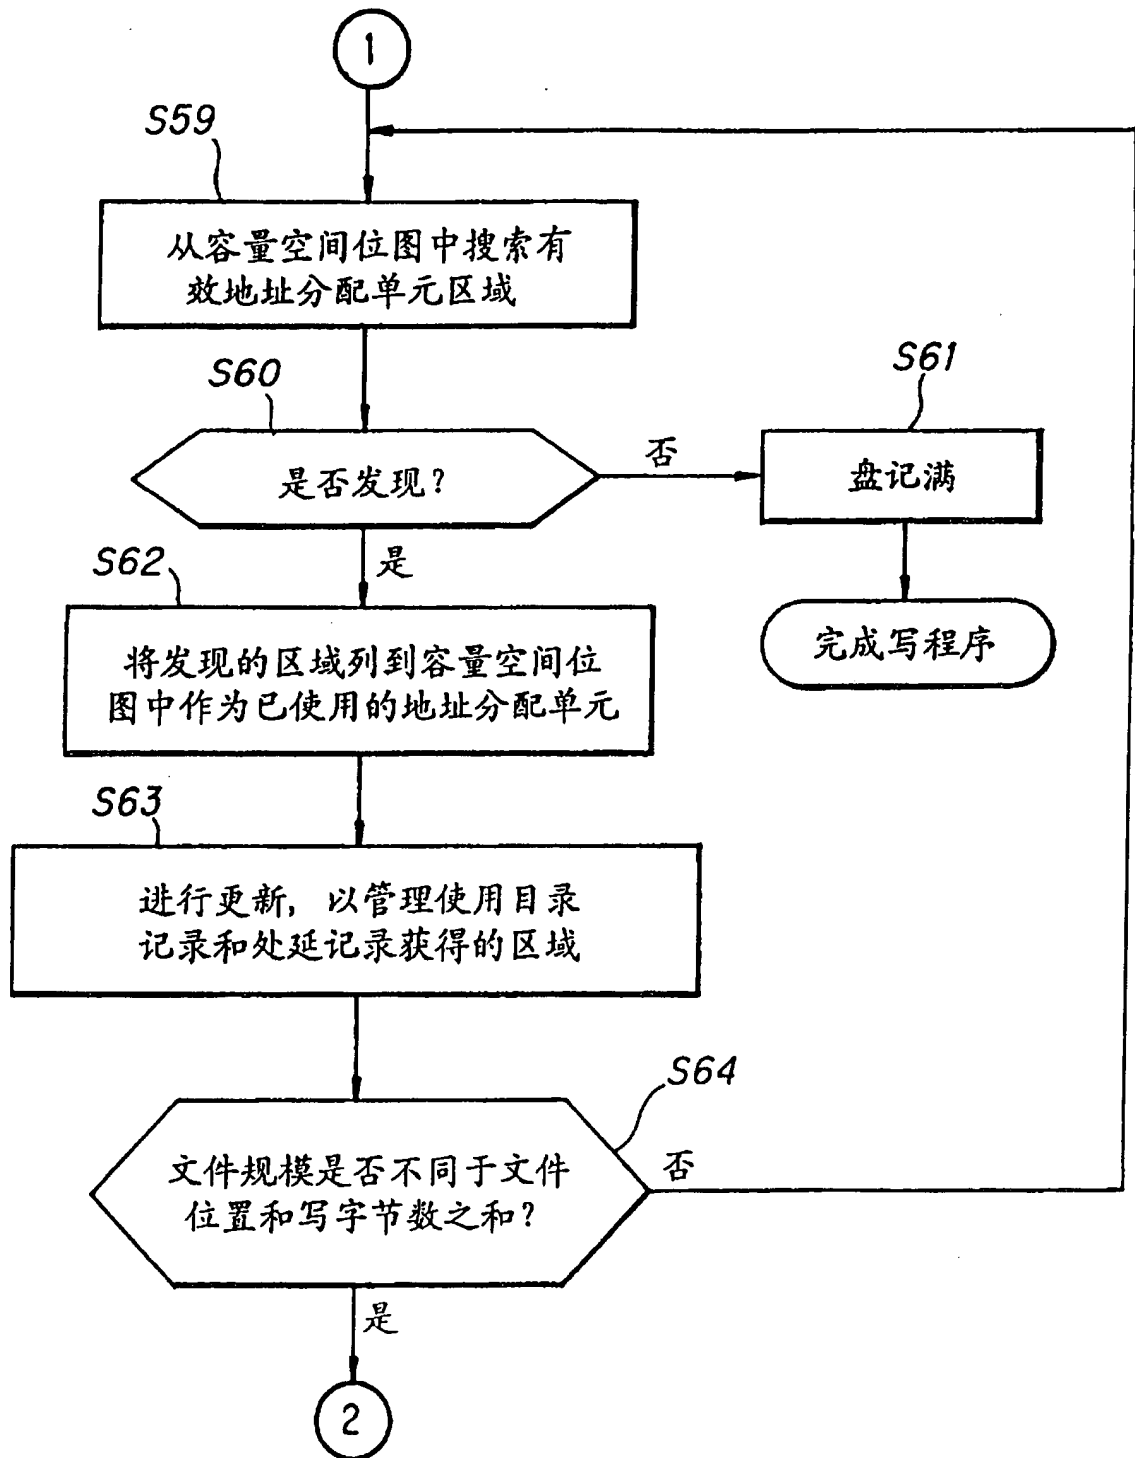 1
S59
从容量空间位图中搜索有
效地址分配单元区域
S60
是否发现?
否
S61
盘记满
完成写程序
是
S62
将发现的区域列到容量空间位
图中作为已使用的地址分配单元
S63
进行更新, 以管理使用目录
记录和处延记录获得的区域
S64
文件规模是否不同于文件
位置和写字节数之和?
否
是
2